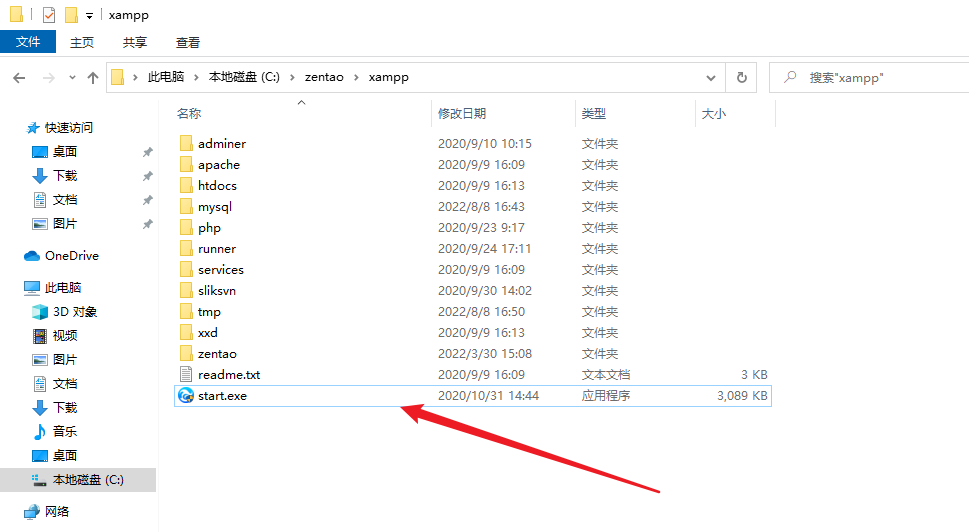 xampp
文件 主页 共享 查看
此电脑 本地磁盘 (C:) zentao xampp 搜索"xampp"
名称 修改日期 类型 大小
快速访问
桌面
下载
文档
图片
OneDrive
此电脑
3D 对象
视频
图片
文档
下载
音乐
桌面
本地磁盘 (C:)
网络
adminer 2020/9/10 10:15 文件夹
apache 2020/9/9 16:09 文件夹
htdocs 2020/9/9 16:13 文件夹
mysql 2022/8/8 16:43 文件夹
php 2020/9/23 9:17 文件夹
runner 2020/9/24 17:11 文件夹
services 2020/9/9 16:09 文件夹
sliksvn 2020/9/30 14:02 文件夹
tmp 2022/8/8 16:50 文件夹
xxd 2020/9/9 16:13 文件夹
zentao 2022/3/30 15:08 文件夹
readme.txt 2020/9/9 16:09 文本文档 3 KB
start.exe 2020/10/31 14:44 应用程序 3,089 KB